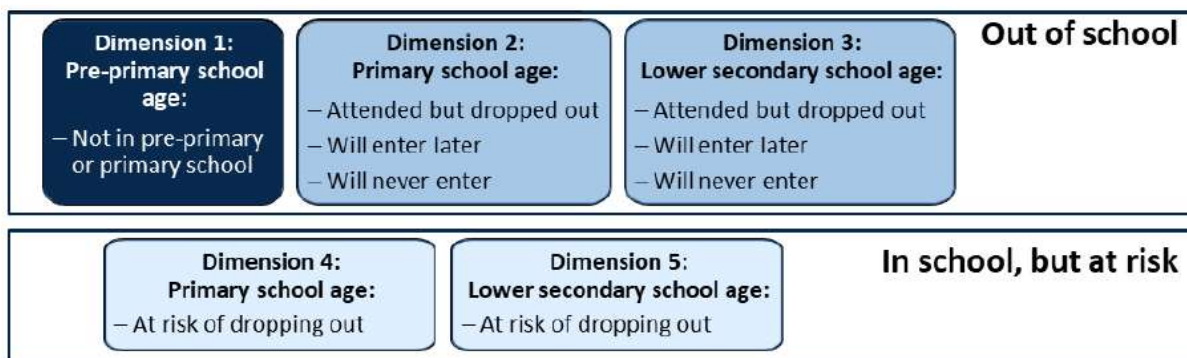 Out of school
Dimension 1:
Pre-primary school
age:
– Not in pre-primary
or primary school
Dimension 2:
Primary school age:
– Attended but dropped out
– Will enter later
– Will never enter
Dimension 3:
Lower secondary school age:
– Attended but dropped out
– Will enter later
– Will never enter
In school, but at risk
Dimension 4:
Primary school age:
– At risk of dropping out
Dimension 5:
Lower secondary school age:
– At risk of dropping out